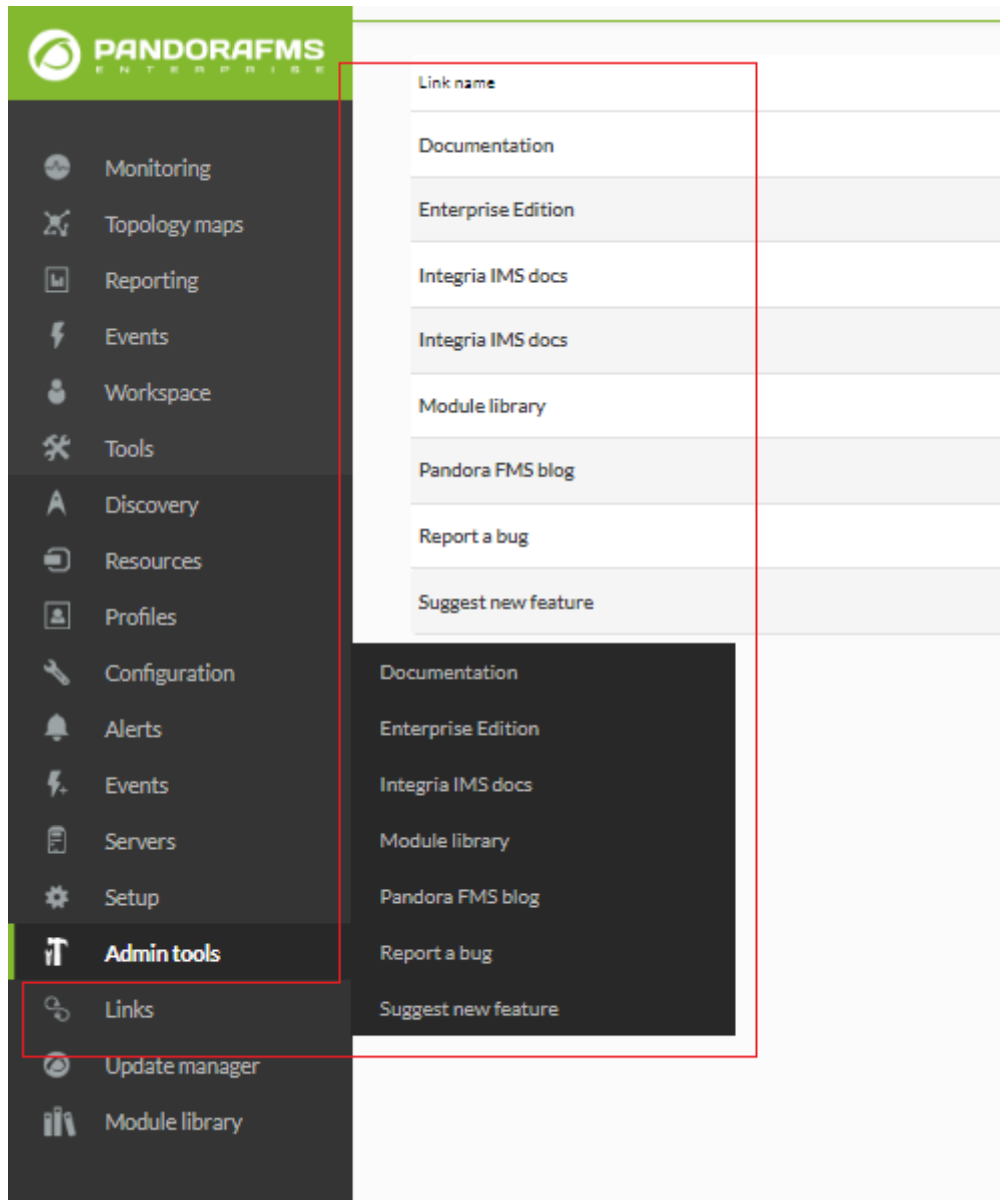 PANDORAFMS
ENTERPRISE
Monitoring
Topology maps
Reporting
Events
Workspace
Tools
Discovery
Resources
Profiles
Configuration
Alerts
Events
Servers
Setup
Admin tools
Links
Update manager
Module library
Link name
Documentation
Enterprise Edition
Integria IMS docs
Integria IMS docs
Module library
Pandora FMS blog
Report a bug
Suggest new feature
Documentation
Enterprise Edition
Integria IMS docs
Module library
Pandora FMS blog
Report a bug
Suggest new feature